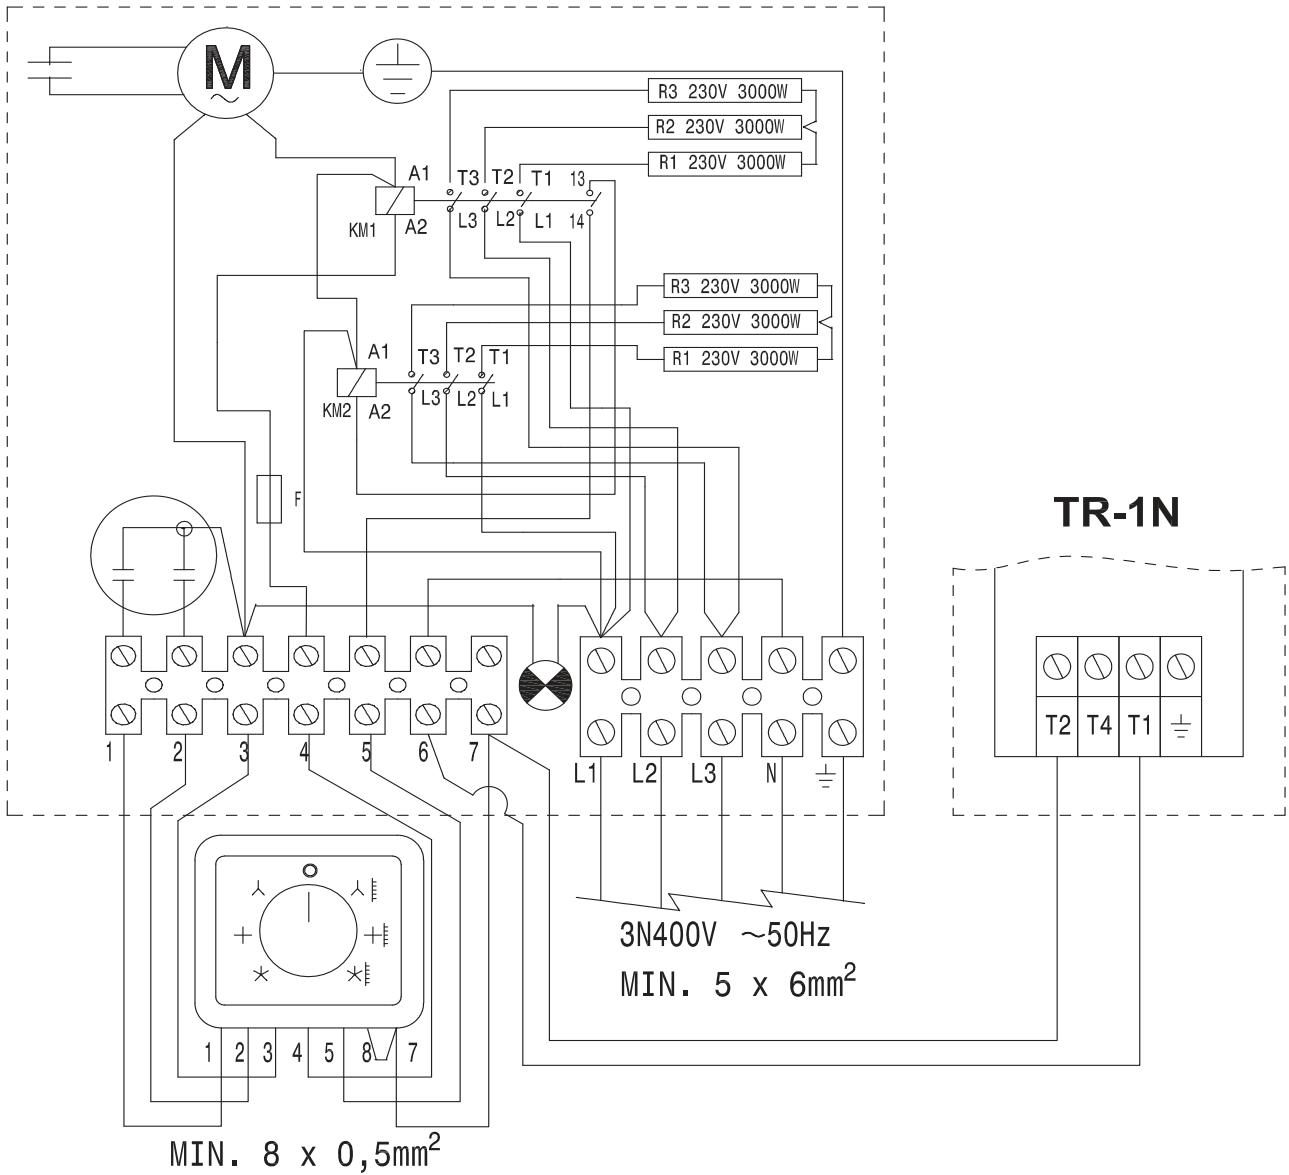 M
R3 230V 3000W
R2 230V 3000W
R1 230V 3000W
A1 T3 T2 T1 13
KM1 A2 L3 L2 L1 14
R3 230V 3000W
R2 230V 3000W
R1 230V 3000W
A1 T3 T2 T1
KM2 A2 L3 L2 L1
F
TR-1N
T2 T4 T1
1 2 3 4 5 6 7
L1 L2 L3 N
3N400V ~50Hz
MIN. 5 x 6mm²
1 2 3 4 5 8 7
MIN. 8 x 0,5mm²